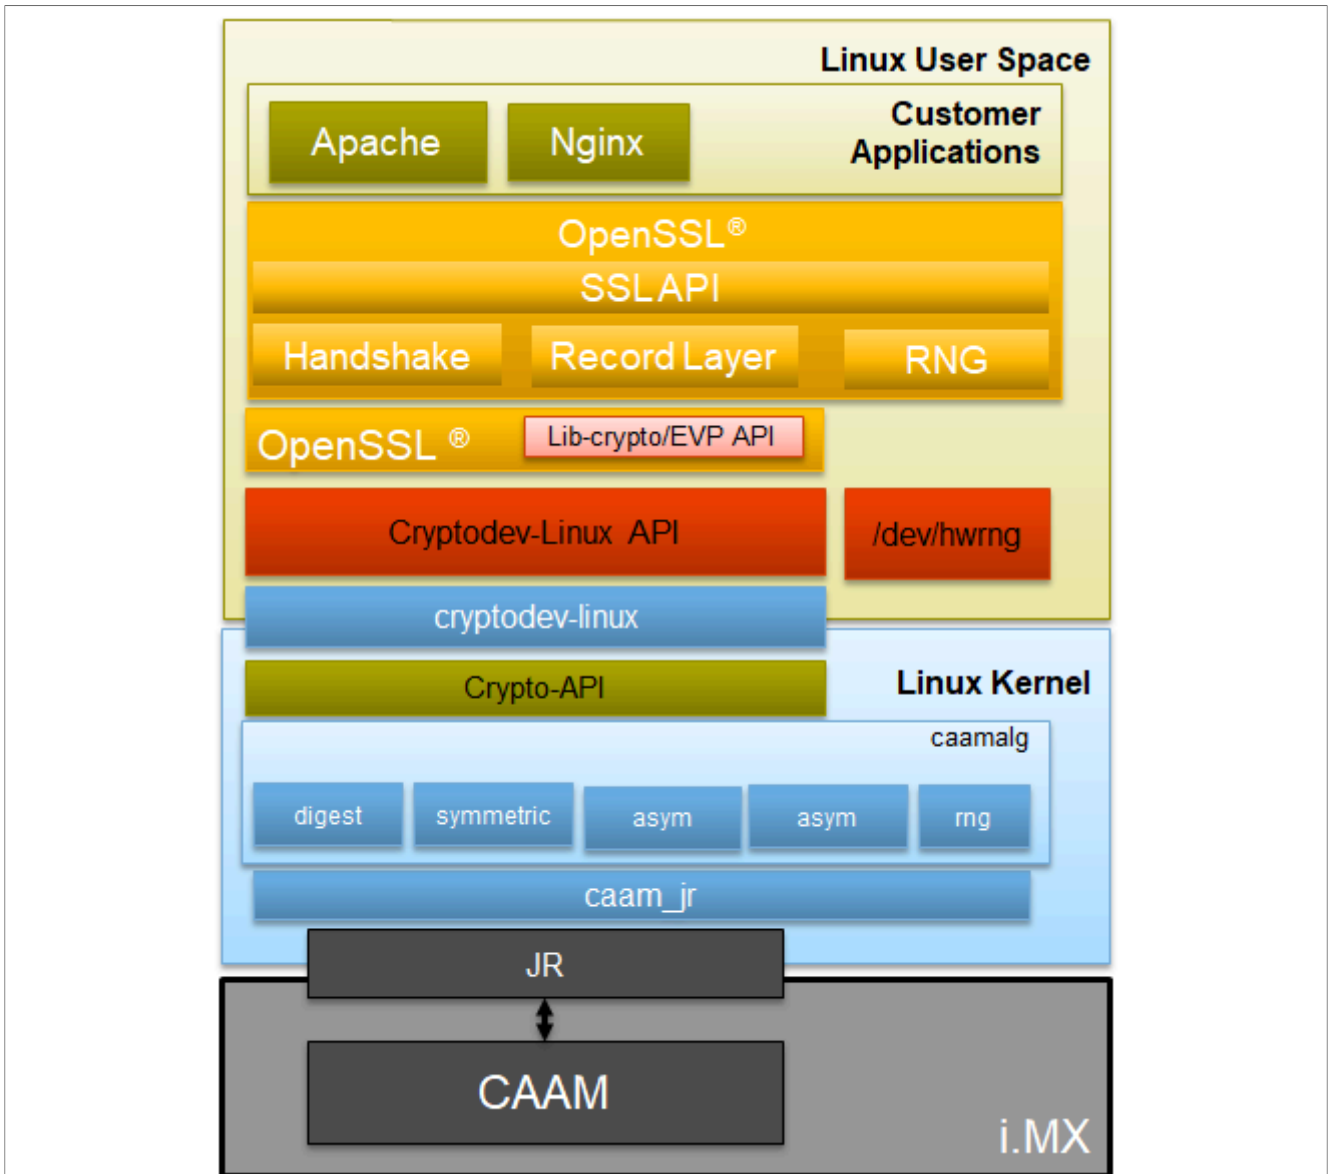 Linux User Space
Customer
Applications
Apache
Nginx
OpenSSL®
SSL API
Handshake
Record Layer
RNG
OpenSSL ®
Lib-crypto/EVP API
Cryptodev-Linux API
/dev/hwrng
cryptodev-linux
Crypto-API
Linux Kernel
caamalg
digest
symmetric
asym
asym
rng
caam_jr
JR
CAAM
i.MX